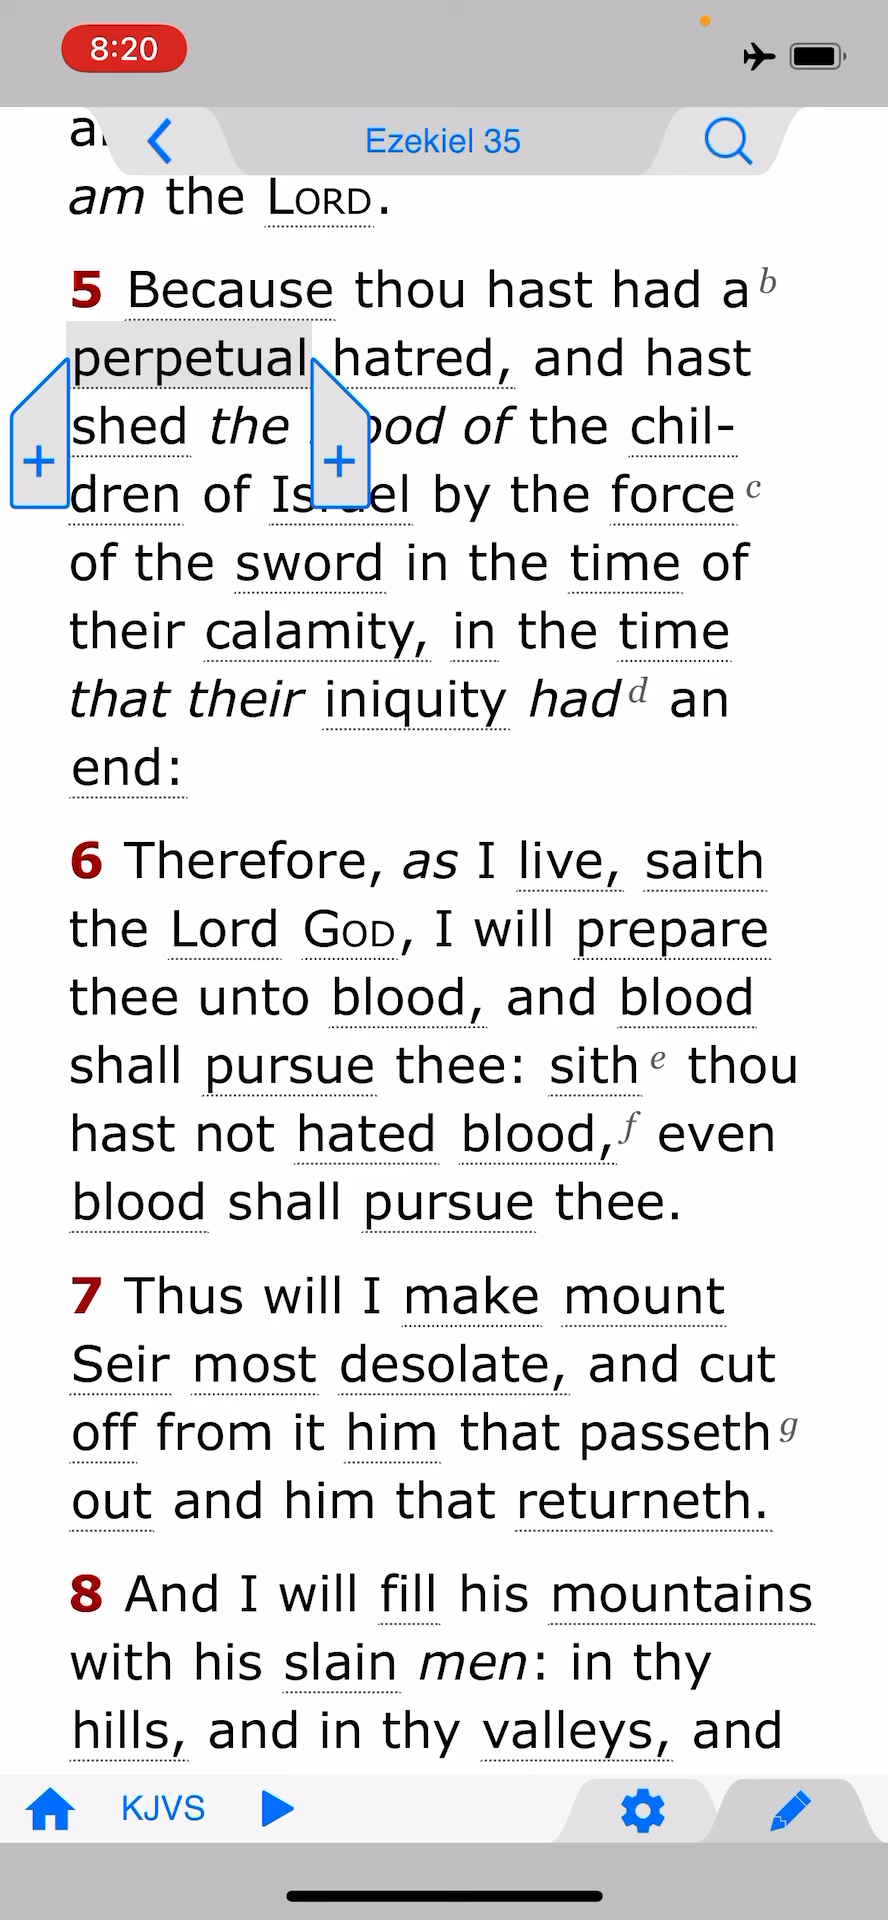 8:20
Ezekiel 35
am the LORD.
5 Because thou hast had a b
perpetual hatred, and hast
shed the of the chil-
dren of by the force c
of the sword in the time of
their calamity, in the time
that their iniquity had d an
end:
6 Therefore, as I live, saith
the Lord GOD, I will prepare
thee unto blood, and blood
shall pursue thee: sith e thou
hast not hated blood, f even
blood shall pursue thee.
7 Thus will I make mount
Seir most desolate, and cut
off from it him that passeth g
out and him that returneth.
8 And I will fill his mountains
with his slain men: in thy
hills, and in thy valleys, and
KJVS